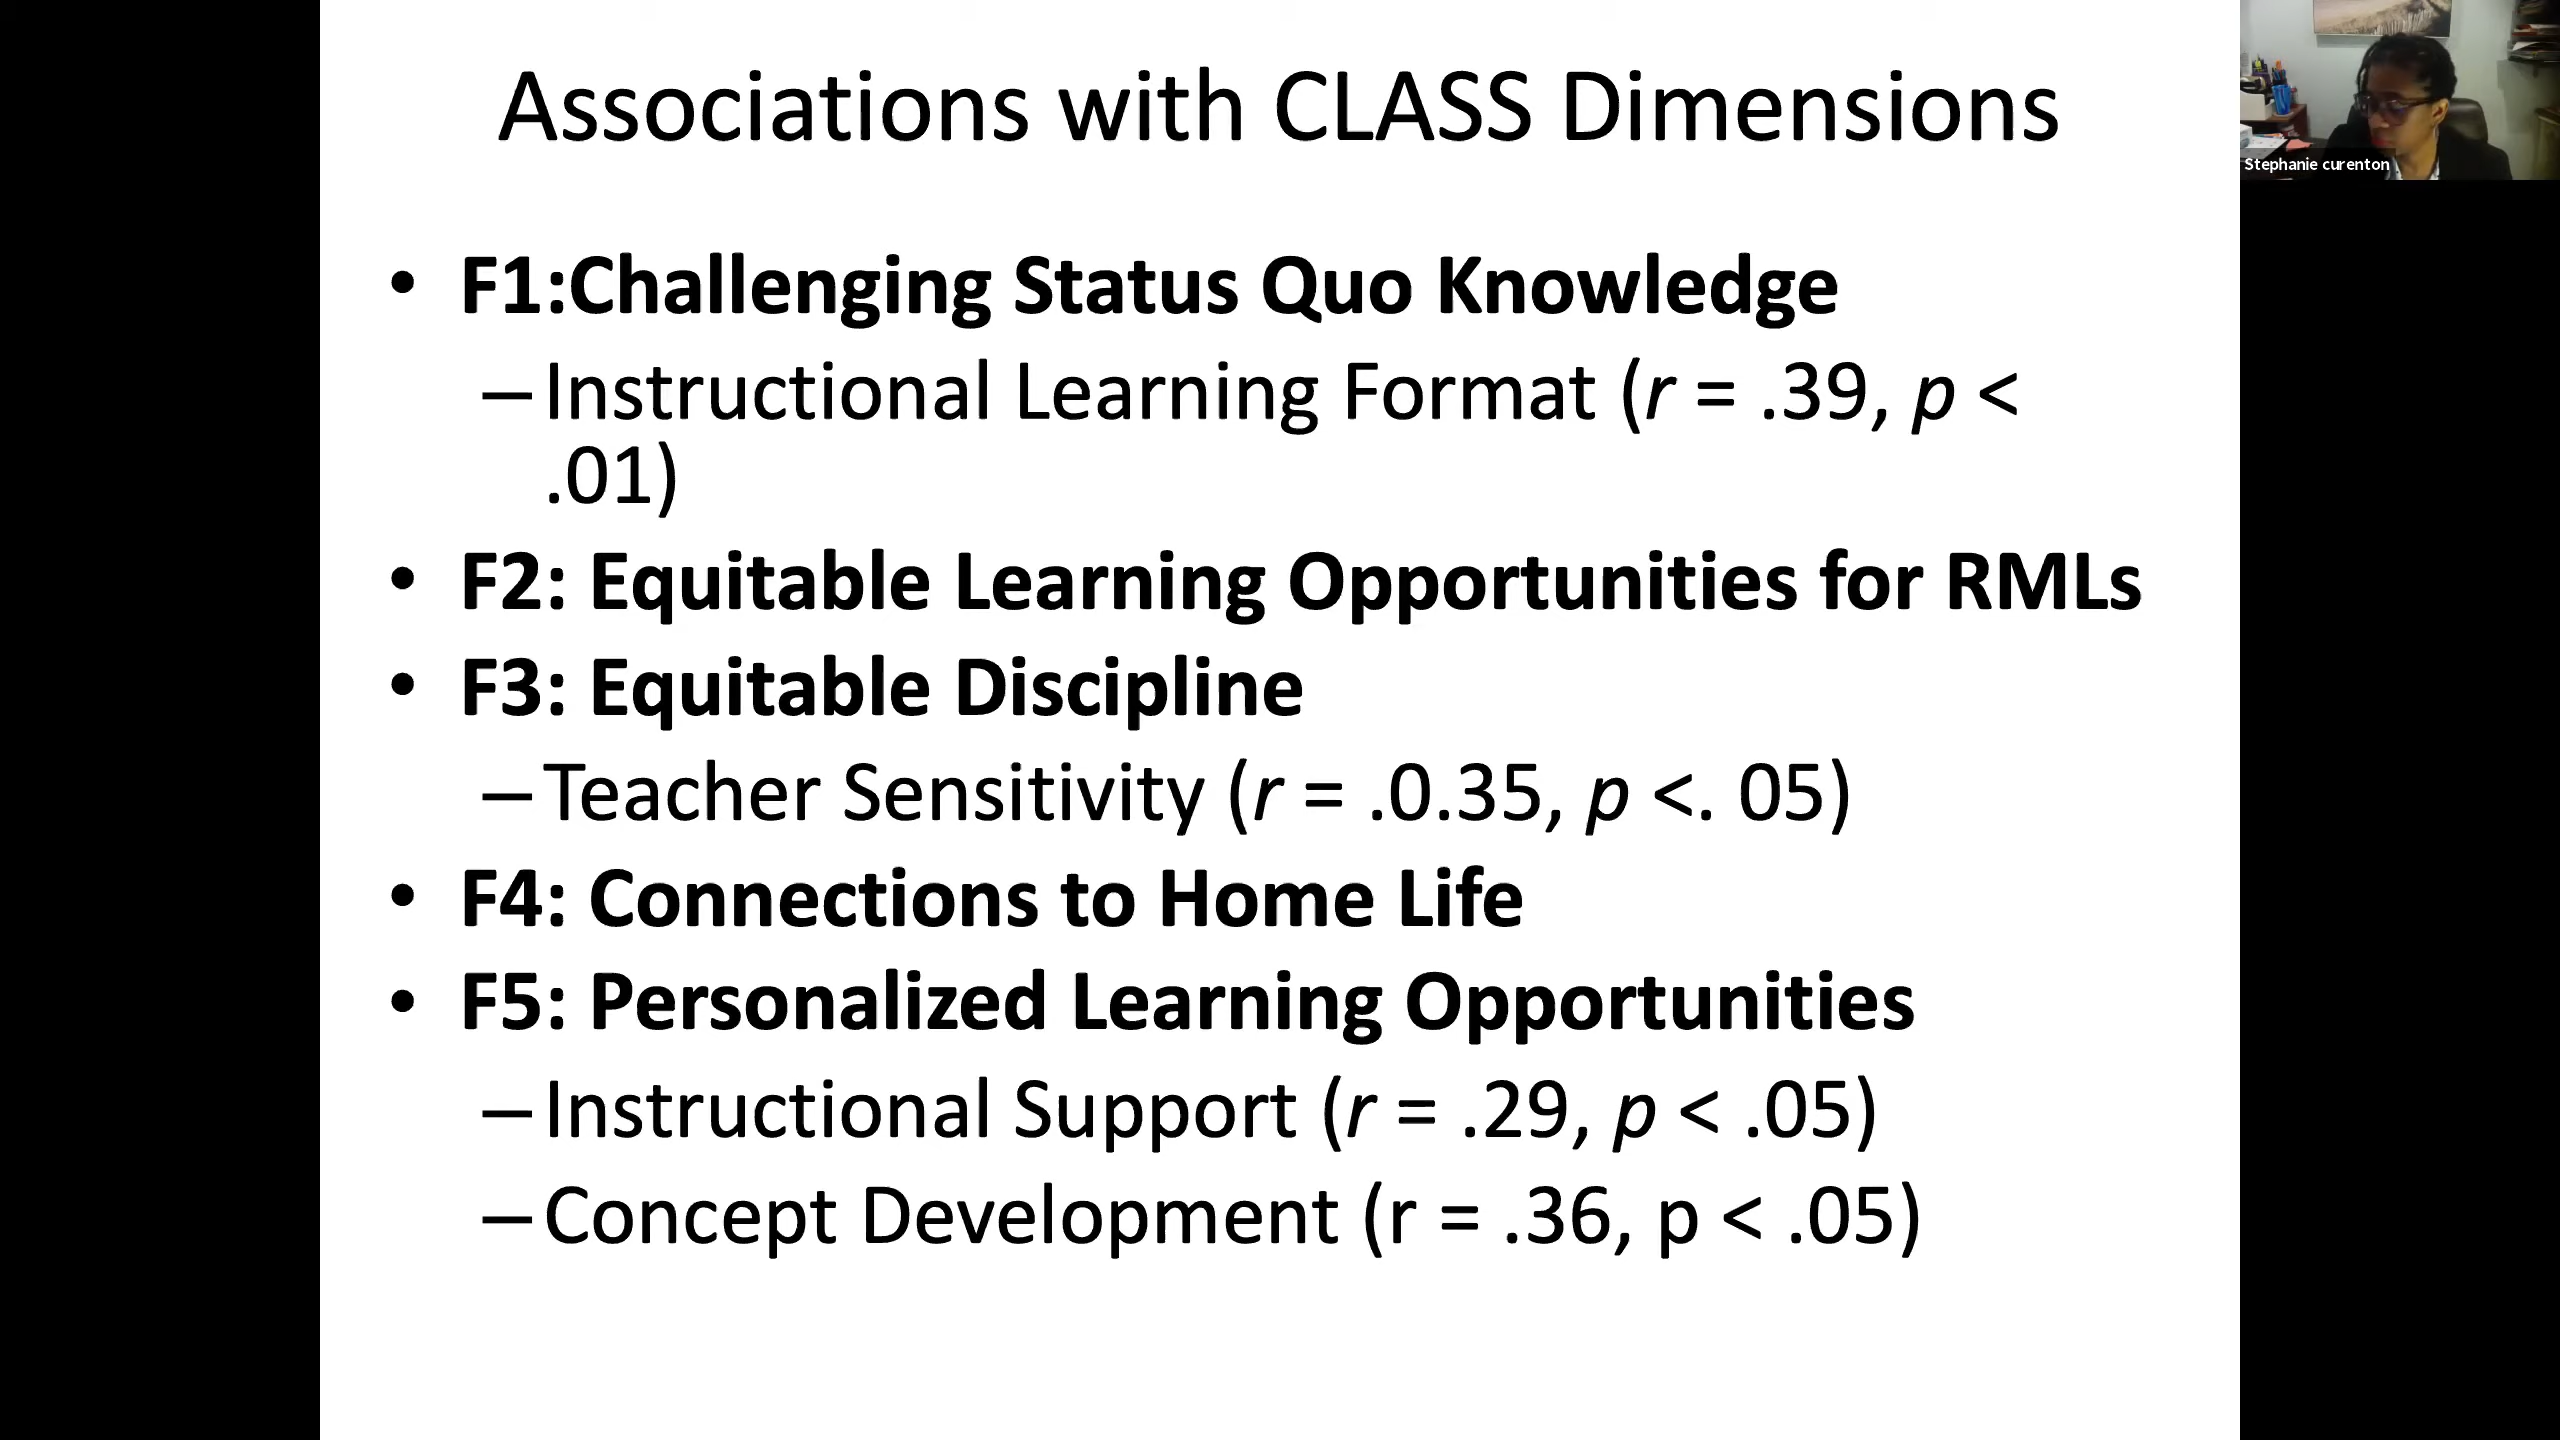 Associations with CLASS Dimensions
Stephanie curenton
• F1:Challenging Status Quo Knowledge
–Instructional Learning Format (r = .39, p <
.01)
• F2: Equitable Learning Opportunities for RMLs
• F3: Equitable Discipline
–Teacher Sensitivity (r = .0.35, p <. 05)
• F4: Connections to Home Life
• F5: Personalized Learning Opportunities
–Instructional Support (r = .29, p < .05)
–Concept Development (r = .36, p < .05)